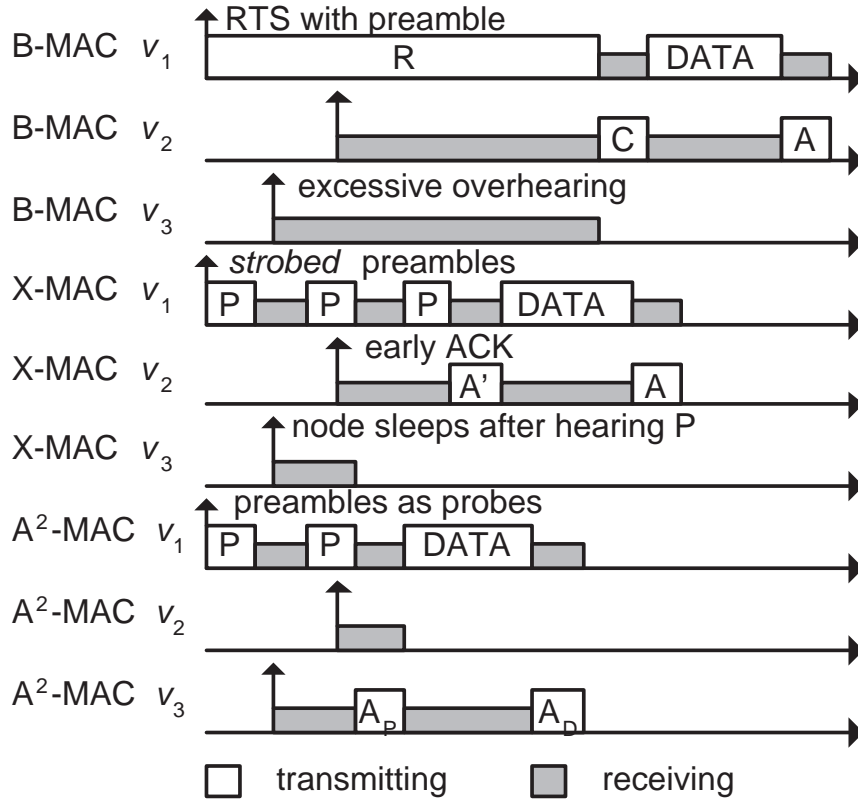 RTS with preamble
B-MAC v1 R DATA
B-MAC v2 C A
excessive overhearing
B-MAC v3
strobed preambles
X-MAC v1 P P P DATA
early ACK
X-MAC v2 A' A
node sleeps after hearing P
X-MAC v3
preambles as probes
A²-MAC v1 P P DATA
A²-MAC v2
A²-MAC v3 AP AD
transmitting receiving